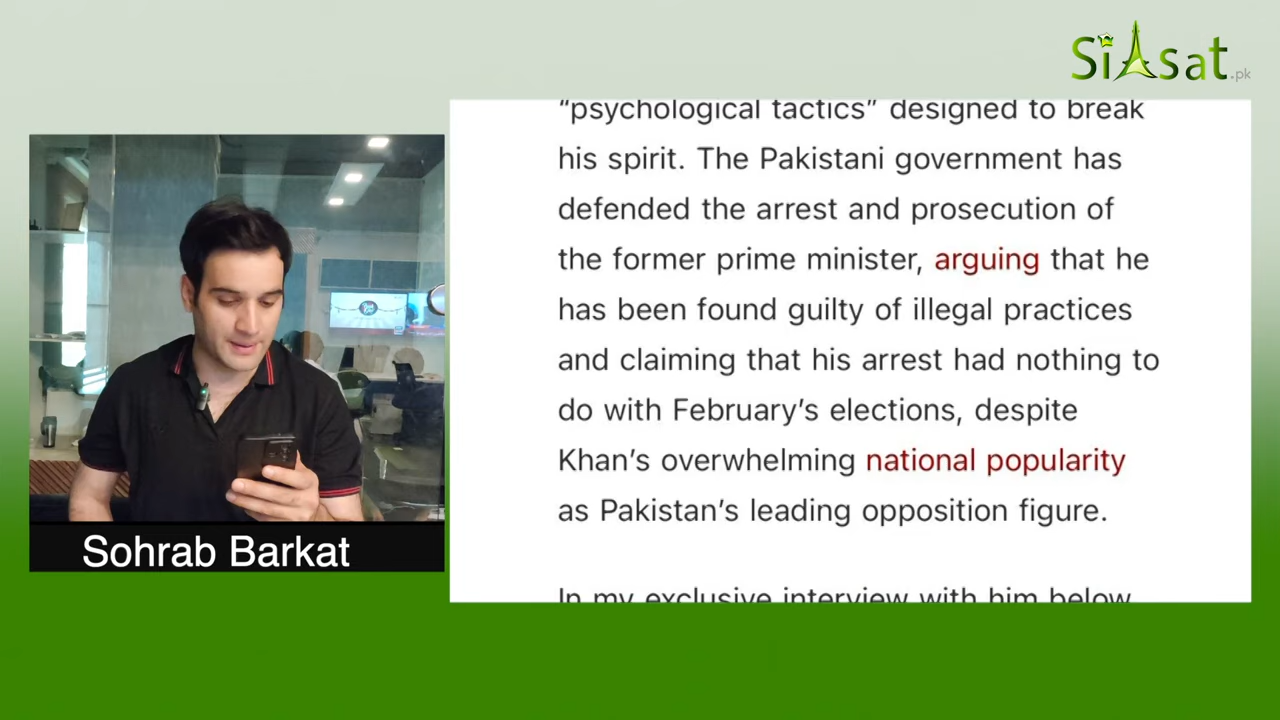 SiAsat.pk
"psychological tactics" designed to break
his spirit. The Pakistani government has
defended the arrest and prosecution of
the former prime minister, arguing that he
has been found guilty of illegal practices
and claiming that his arrest had nothing to
do with February's elections, despite
Khan's overwhelming national popularity
as Pakistan's leading opposition figure.
In my exclusive interview with him below
Sohrab Barkat